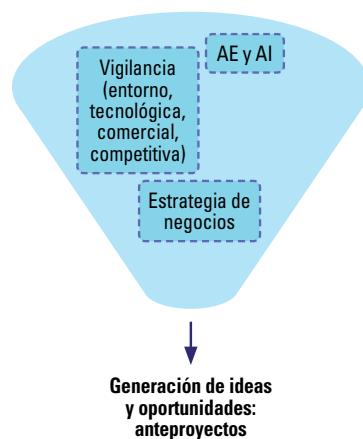 Vigilancia
(entorno,
tecnológica,
comercial,
competitiva)
AE y AI
Estrategia de
negocios
Generación de ideas
y oportunidades:
anteproyectos